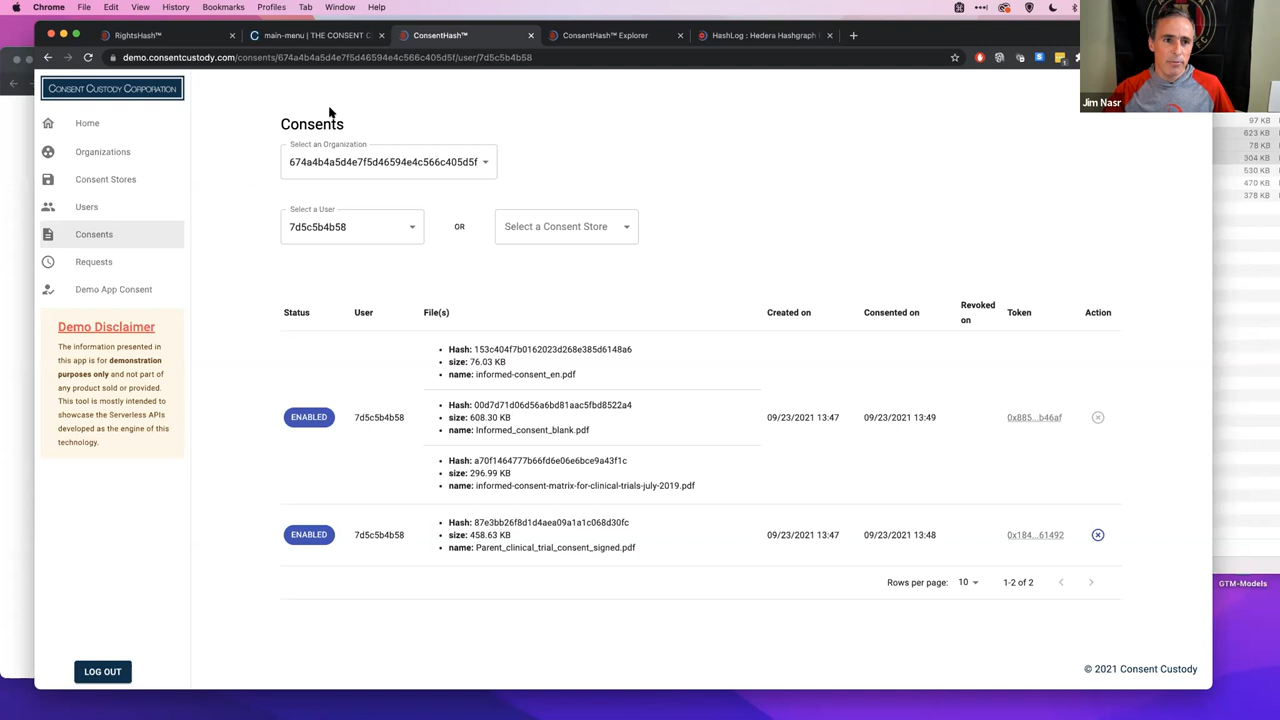 Chrome File Edit View History Bookmarks Profiles Tab Window Help
RightsHash™ main-menu | THE CONSENT C ConsentHash™ ConsentHash™ Explorer HashLog : Hedera Hashgraph
demo.consentcustody.com/consents/674a4b4a5d4e7f5d46594e4c566c405d5f/user/7d5c5b4b58
CONSENT CUSTODY CORPORATION
Home
Organizations
Consent Stores
Users
Consents
Requests
Demo App Consent
Demo Disclaimer
The information presented in
this app is for demonstration
purposes only and not part of
any product sold or provided.
This tool is mostly intended to
showcase the Serverless APIs
developed as the engine of this
technology.
LOG OUT
Consents
Select an Organization
674a4b4a5d4e7f5d46594e4c566c405d5f
Select a User
7d5c5b4b58
OR
Select a Consent Store
Status User File(s) Created on Consented on Revoked on Token Action
Hash: 153c404f7b0162023d268e385d6148a6
size: 76.03 KB
name: informed-consent_en.pdf
Hash: 00d7d71d06d56a6bd81aac5fbd8522a4
size: 608.30 KB
name: Informed_consent_blank.pdf
ENABLED 7d5c5b4b58 09/23/2021 13:47 09/23/2021 13:49 0x885...b46af
Hash: a70f1464777b66fd6e06e6bce9a43f1c
size: 296.99 KB
name: informed-consent-matrix-for-clinical-trials-july-2019.pdf
Hash: 87e3bb26f8d1d4aea09a1a1c068d30fc
size: 458.63 KB
name: Parent_clinical_trial_consent_signed.pdf
ENABLED 7d5c5b4b58 09/23/2021 13:47 09/23/2021 13:48 0x184...61492
Rows per page: 10 1-2 of 2
© 2021 Consent Custody
Jim Nasr
97 KB
623 KB
78 KB
304 KB
530 KB
470 KB
378 KB
GTM-Models